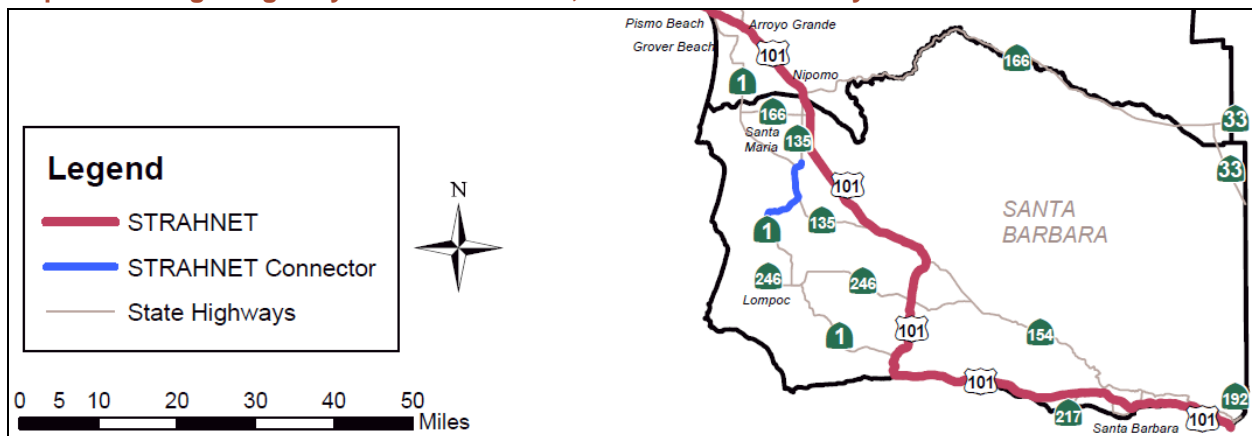 Legend
STRAHNET
STRAHNET Connector
State Highways
N
0 5 10 20 30 40 50
Miles
Pismo Beach
Arroyo Grande
Grover Beach
101
Nipomo
1
166
166
33
33
Santa
Maria
135
101
135
1
SANTA
BARBARA
246
246
Lompoc
1
101
154
101
217
192
101
Santa Barbara